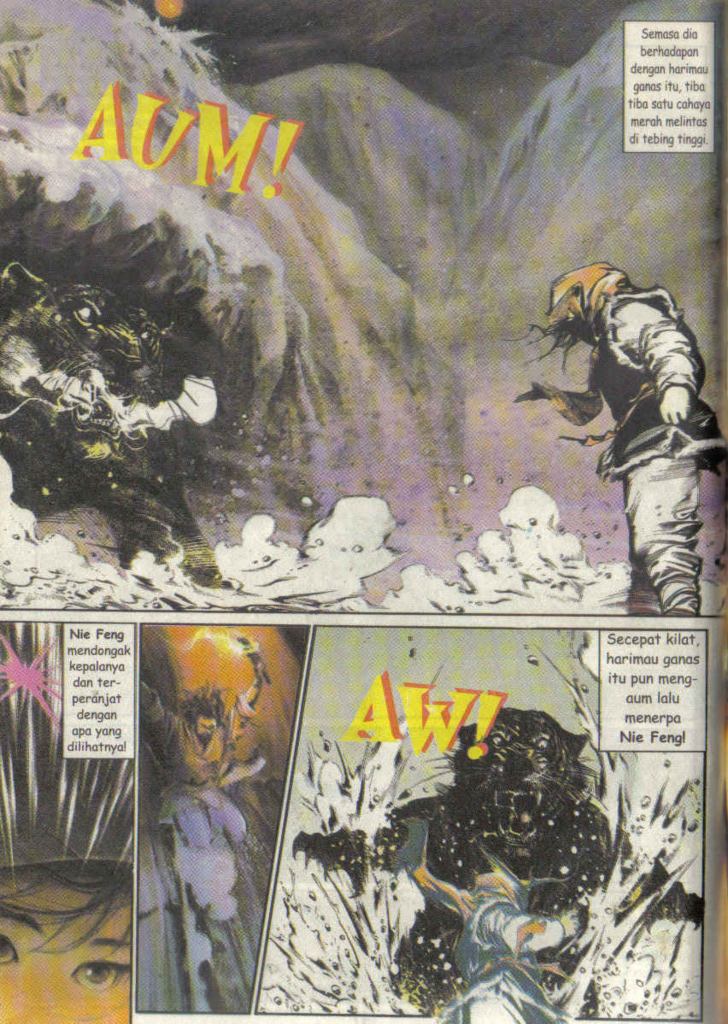 Semasa dia
berhadapan
dengan harimau
ganas itu, tiba
tiba satu cahaya
merah melintas
di tebing tinggi.
AUM!
Nie Feng
mendongak
kepalanya
dan ter-
peranjat
dengan
apa yang
dilihatnya!
Secepat kilat,
harimau ganas
itu pun meng-
aum lalu
menerpa
Nie Feng!
AW!